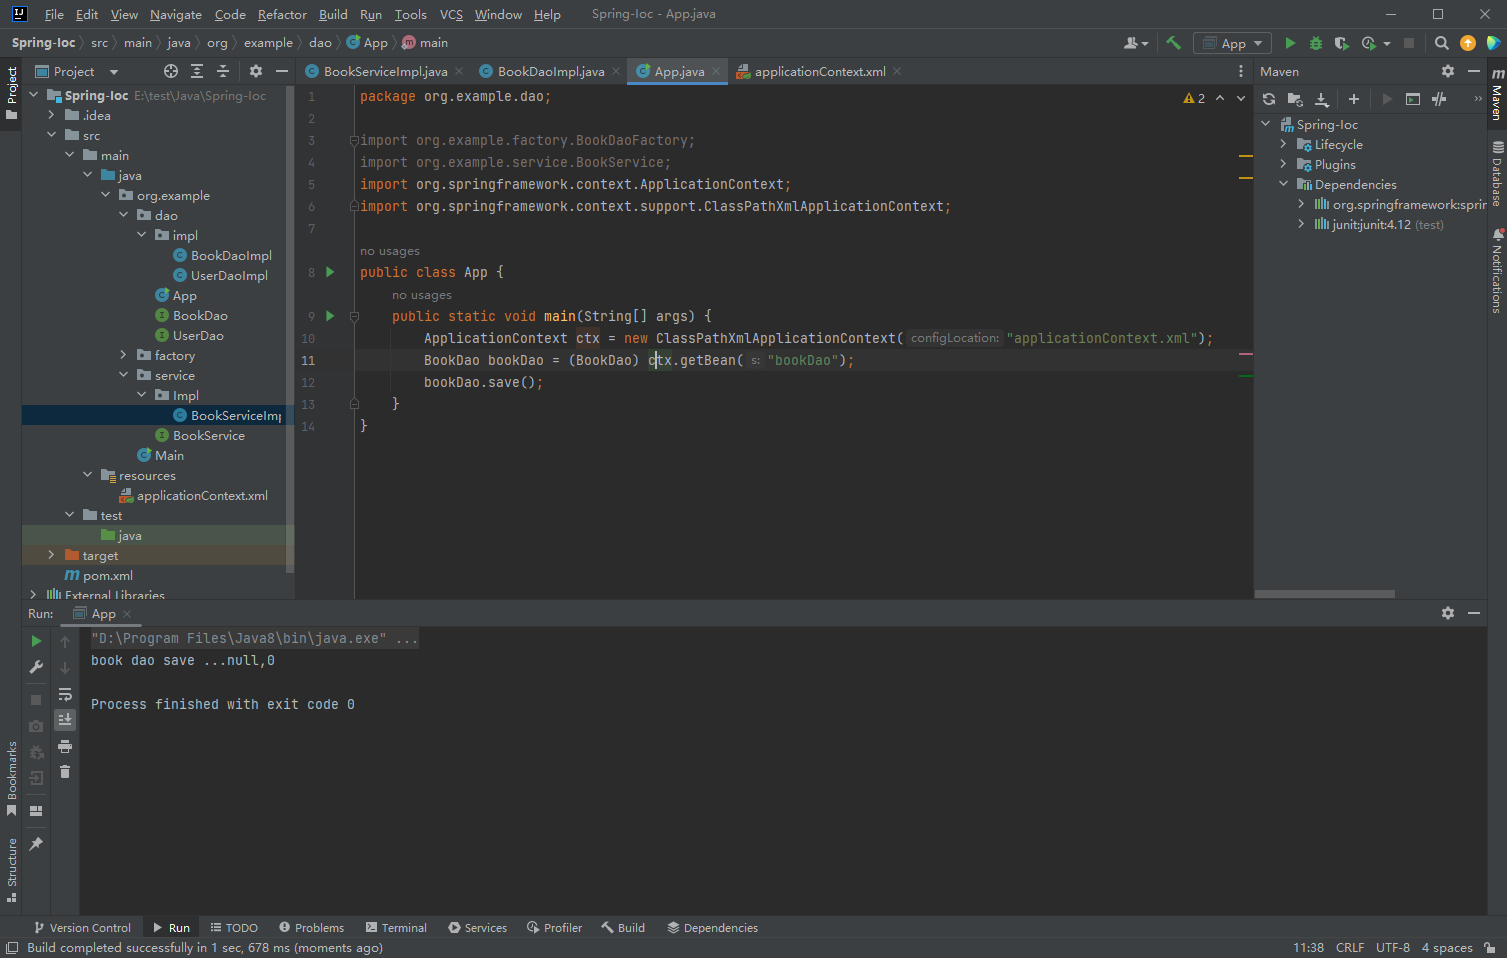 File Edit View Navigate Code Refactor Build Run Tools VCS Window Help Spring-Ioc - App.java
Spring-Ioc src main java org example dao App main
App
Project
BookServiceImpl.java BookDaoImpl.java App.java applicationContext.xml
Maven
Spring-Ioc E:\test\Java\Spring-Ioc
.idea
src
main
java
org.example
dao
impl
BookDaoImpl
UserDaoImpl
App
BookDao
UserDao
factory
service
Impl
BookServiceImp
BookService
Main
resources
applicationContext.xml
test
java
target
pom.xml
External Libraries
1 package org.example.dao;
2
3 import org.example.factory.BookDaoFactory;
4 import org.example.service.BookService;
5 import org.springframework.context.ApplicationContext;
6 import org.springframework.context.support.ClassPathXmlApplicationContext;
7
no usages
8 public class App {
no usages
9 public static void main(String[] args) {
10 ApplicationContext ctx = new ClassPathXmlApplicationContext( configLocation: "applicationContext.xml");
11 BookDao bookDao = (BookDao) ctx.getBean( s: "bookDao");
12 bookDao.save();
13 }
14 }
2
Spring-Ioc
Lifecycle
Plugins
Dependencies
org.springframework:sprir
junit:junit:4.12 (test)
Project
Bookmarks
Structure
Maven
Database
Notifications
Run: App
"D:\Program Files\Java8\bin\java.exe" ...
book dao save ...null,0
Process finished with exit code 0
Version Control Run TODO Problems Terminal Services Profiler Build Dependencies
Build completed successfully in 1 sec, 678 ms (moments ago)
11:38 CRLF UTF-8 4 spaces